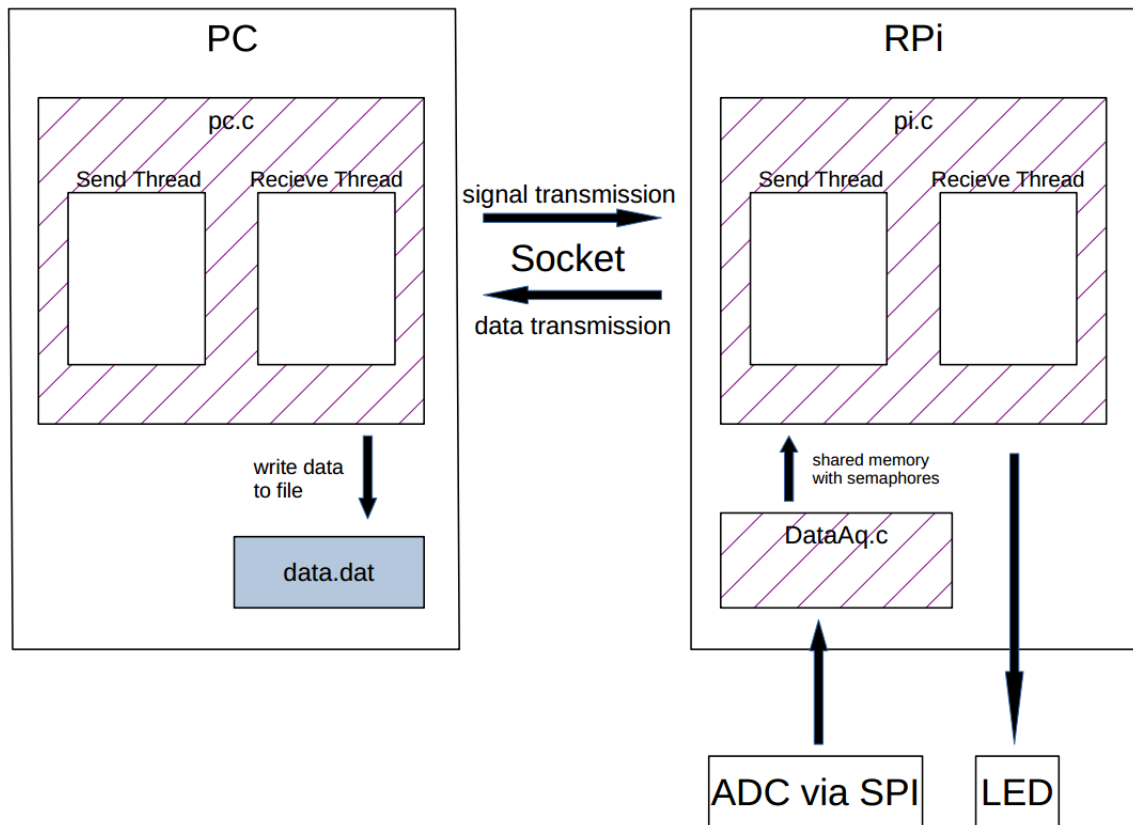 PC
pc.c
Send Thread
Recieve Thread
write data
to file
data.dat
signal transmission
Socket
data transmission
RPi
pi.c
Send Thread
Recieve Thread
shared memory
with semaphores
DataAq.c
ADC via SPI
LED